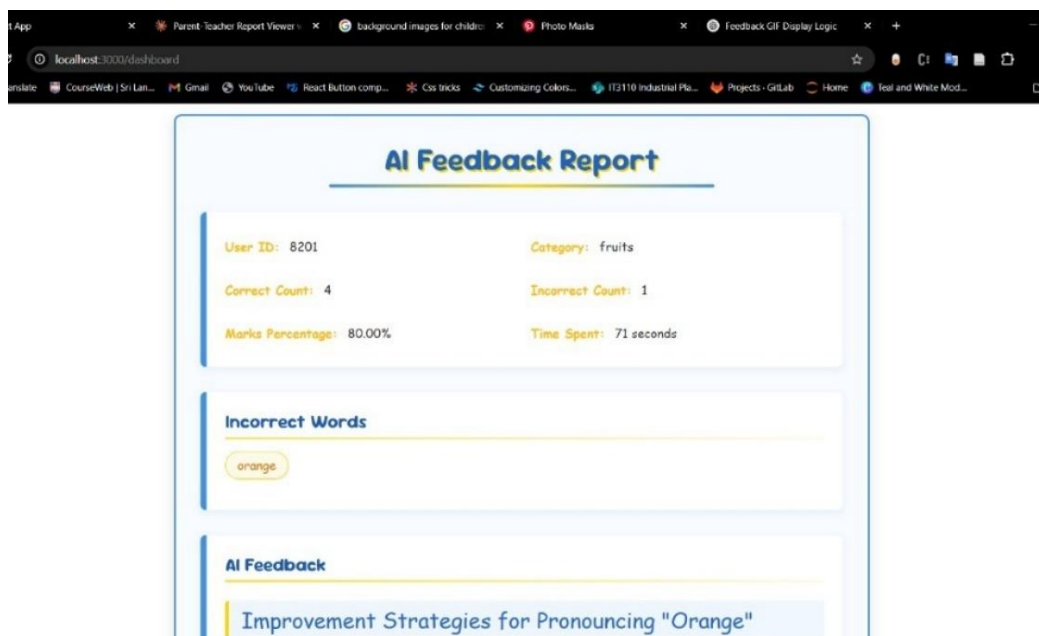 t App
Parent-Teacher Report Viewer
background images for childre
Photo Masks
Feedback GIF Display Logic
localhost:3000/dashboard
anslate CourseWeb | Sri Lan... Gmail YouTube React Button comp... Css tricks Customizing Colors... IT3110 Industrial Pla... Projects · GitLab Home Teal and White Mod...
AI Feedback Report
User ID: 8201 Category: fruits
Correct Count: 4 Incorrect Count: 1
Marks Percentage: 80.00% Time Spent: 71 seconds
Incorrect Words
orange
AI Feedback
Improvement Strategies for Pronouncing "Orange"